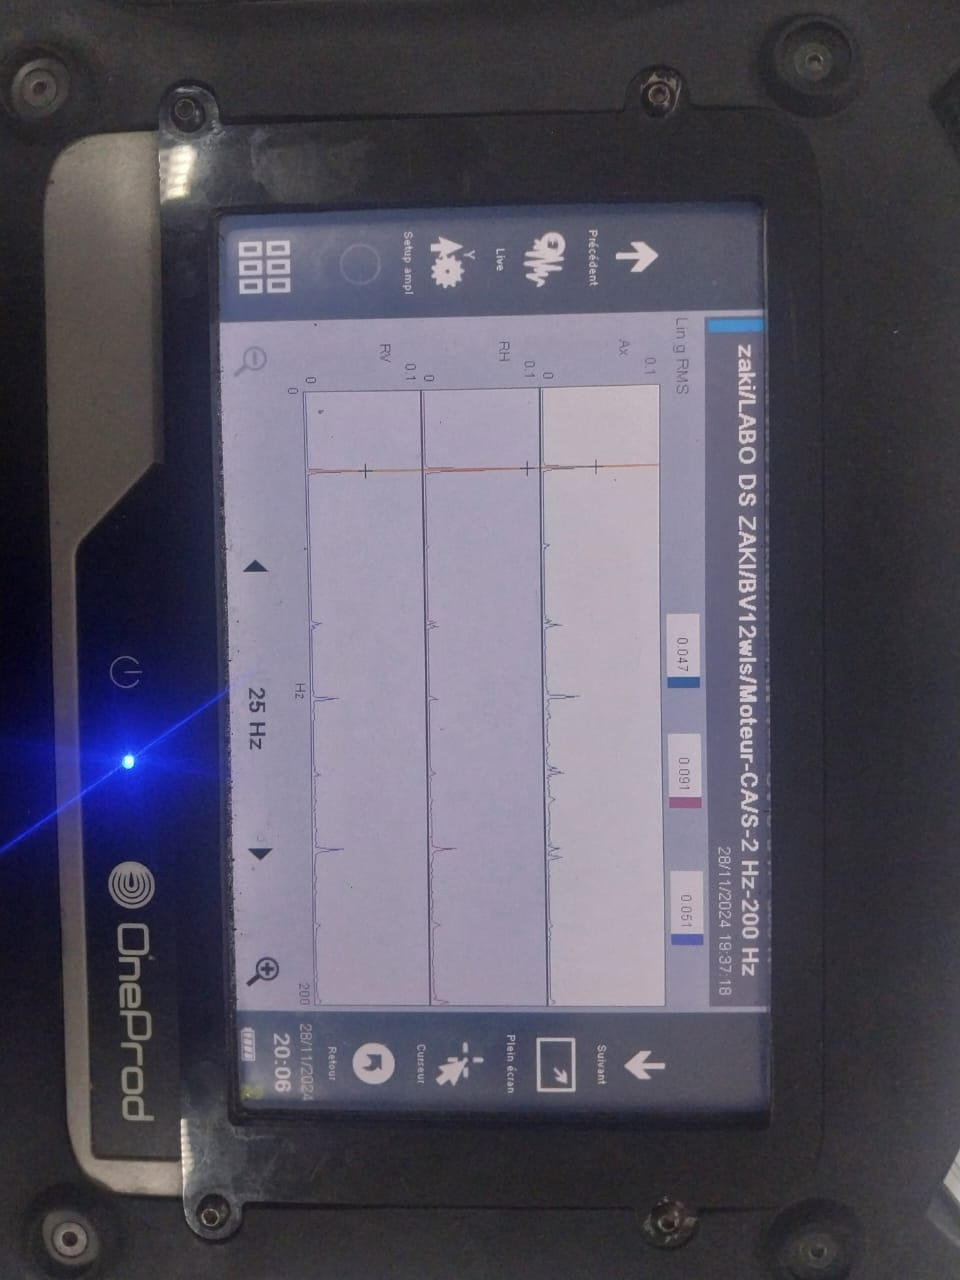 zaki/LABO DS ZAKI/BV12wls/Moteur-CA/S-2 Hz-200 Hz
28/11/2024 19:37:18
Précédent
Live
Y
Setup ampl
Lin g RMS
0.047
0.091
0.051
Ax
0.1
0
RH
0.1
0
RV
0.1
0
0
Hz
200
25 Hz
Suivant
Plein écran
Curseur
Retour
28/11/2024
20:06
OneProd